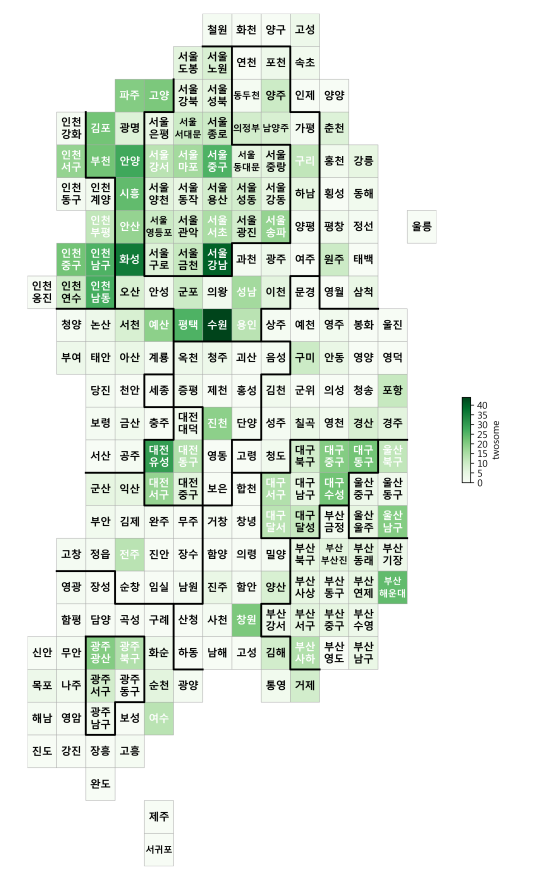 철원 화천 양구 고성
서울 도봉 서울 노원 연천 포천 속초
파주 고양 서울 강북 서울 성북 동두천 양주 인제 양양
인천 강화 김포 광명 서울 은평 서울 서대문 서울 종로 의정부 남양주 가평 춘천
인천 서구 부천 안양 서울 강서 서울 마포 서울 중구 서울 동대문 서울 중랑 구리 홍천 강릉
인천 동구 인천 계양 시흥 서울 양천 서울 동작 서울 용산 서울 성동 서울 강동 하남 횡성 동해
인천 부평 안산 서울 영등포 서울 관악 서울 서초 서울 광진 서울 송파 양평 평창 정선 울릉
인천 중구 인천 남구 화성 서울 구로 서울 금천 서울 강남 과천 광주 여주 원주 태백
인천 옹진 인천 연수 인천 남동 오산 안성 군포 의왕 성남 이천 문경 영월 삼척
청양 논산 서천 예산 평택 수원 용인 상주 예천 영주 봉화 울진
부여 태안 아산 계룡 옥천 청주 괴산 음성 구미 안동 영양 영덕
당진 천안 세종 증평 제천 홍성 김천 군위 의성 청송 포항
보령 금산 충주 대전 대덕 진천 단양 성주 칠곡 영천 경산 경주
서산 공주 대전 유성 대전 동구 영동 고령 청도 대구 북구 대구 중구 대구 동구 울산 북구
군산 익산 대전 서구 대전 중구 보은 합천 대구 서구 대구 남구 대구 수성 울산 중구 울산 동구
부안 김제 완주 무주 거창 창녕 대구 달서 대구 달성 부산 금정 울산 울주 울산 남구
고창 정읍 전주 진안 장수 함양 의령 밀양 부산 북구 부산 부산진 부산 동래 부산 기장
영광 장성 순창 임실 남원 진주 함안 양산 부산 사상 부산 동구 부산 연제 부산 해운대
함평 담양 곡성 구례 산청 사천 창원 부산 강서 부산 서구 부산 중구 부산 수영
신안 무안 광주 광산 광주 북구 화순 하동 남해 고성 김해 부산 사하 부산 영도 부산 남구
목포 나주 광주 서구 광주 동구 순천 광양 통영 거제
해남 영암 광주 남구 보성 여수
진도 강진 장흥 고흥
완도
제주
서귀포
40
35
30
25
20
15
10
5
0
twosome